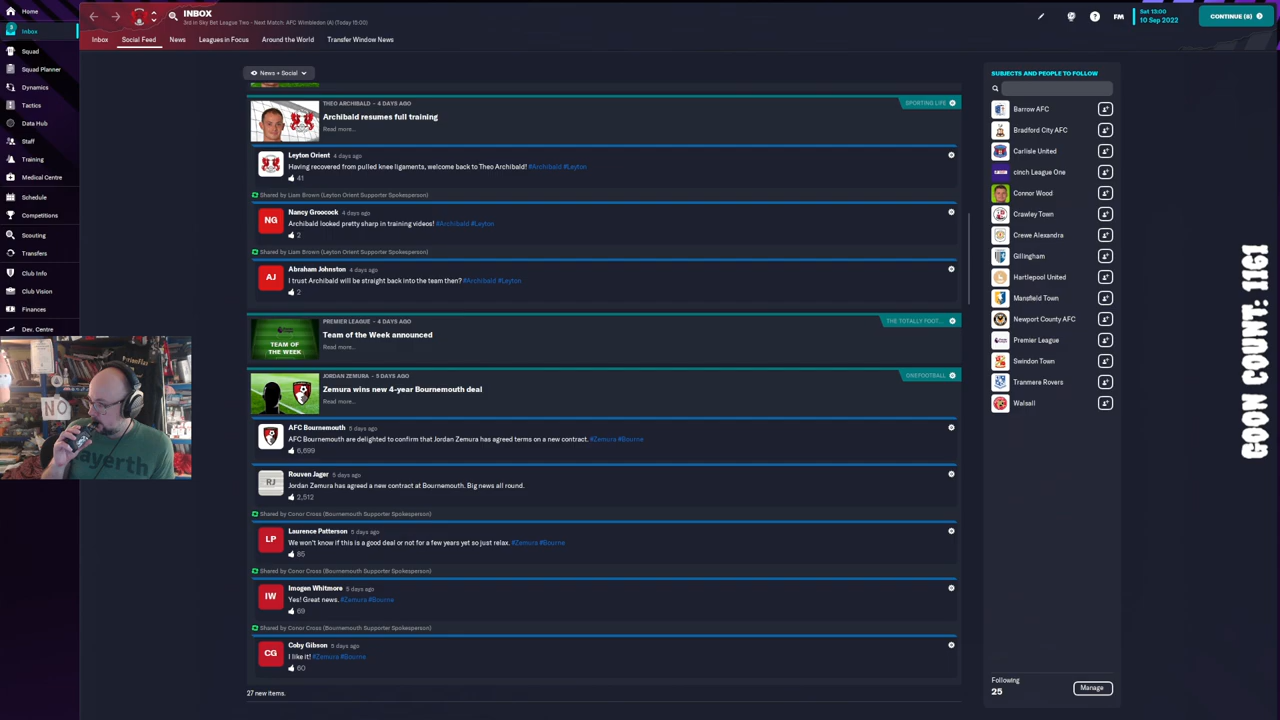 Home
INBOX
3rd in Sky Bet League Two - Next Match: AFC Wimbledon (A) (Today 15:00)
FM
Sat 13:00
10 Sep 2022
CONTINUE (8)
Inbox
Inbox
Social Feed
News
Leagues in Focus
Around the World
Transfer Window News
Squad
Squad Planner
Dynamics
Tactics
Data Hub
Staff
Training
Medical Centre
Schedule
Competitions
Scouting
Transfers
Club Info
Club Vision
Finances
Dev. Centre
News + Social
THEO ARCHIBALD – 4 DAYS AGO
SPORTING LIFE
Archibald resumes full training
Read more...
Leyton Orient 4 days ago
Having recovered from pulled knee ligaments, welcome back to Theo Archibald! #Archibald #Leyton
41
Shared by Liam Brown (Leyton Orient Supporter Spokesperson)
NG
Nancy Groocock 4 days ago
Archibald looked pretty sharp in training videos! #Archibald #Leyton
2
Shared by Liam Brown (Leyton Orient Supporter Spokesperson)
AJ
Abraham Johnston 4 days ago
I trust Archibald will be straight back into the team then? #Archibald #Leyton
2
PREMIER LEAGUE – 4 DAYS AGO
THE TOTALLY FOOT...
Team of the Week announced
Read more...
TEAM OF
THE WEEK
JORDAN ZEMURA – 5 DAYS AGO
ONEFOOTBALL
Zemura wins new 4-year Bournemouth deal
Read more...
AFC Bournemouth 5 days ago
AFC Bournemouth are delighted to confirm that Jordan Zemura has agreed terms on a new contract. #Zemura #Bourne
6,699
RJ
Rouven Jager 5 days ago
Jordan Zemura has agreed a new contract at Bournemouth. Big news all round.
2,512
Shared by Conor Cross (Bournemouth Supporter Spokesperson)
LP
Laurence Patterson 5 days ago
We won't know if this is a good deal or not for a few years yet so just relax. #Zemura #Bourne
85
Shared by Conor Cross (Bournemouth Supporter Spokesperson)
IW
Imogen Whitmore 5 days ago
Yes! Great news. #Zemura #Bourne
69
Shared by Conor Cross (Bournemouth Supporter Spokesperson)
CG
Coby Gibson 5 days ago
I like it! #Zemura #Bourne
60
27 new items.
SUBJECTS AND PEOPLE TO FOLLOW
Barrow AFC
Bradford City AFC
Carlisle United
cinch League One
Connor Wood
Crawley Town
Crewe Alexandra
Gillingham
Hartlepool United
Mansfield Town
Newport County AFC
Premier League
Swindon Town
Tranmere Rovers
Walsall
Following
25
Manage
GOON COUNT: 1911
NO
ayerth